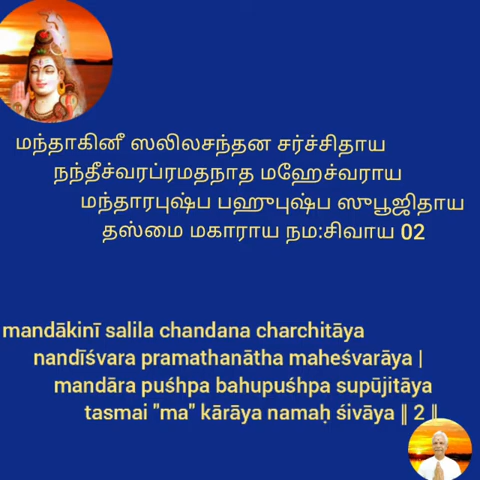 மந்தாகினீ ஸலிலசந்தன சர்ச்சிதாய
நந்தீச்வரப்ரமதநாத மஹேச்வராய
மந்தாரபுஷ்ப பஹுபுஷ்ப ஸுபூஜிதாய
தஸ்மை மகாராய நம:சிவாய 02
mandākinī salila chandana charchitāya
nandīśvara pramathanātha maheśvarāya |
mandāra puśhpa bahupuśhpa supūjitāya
tasmai "ma" kārāya namaḥ śivāya || 2 ||